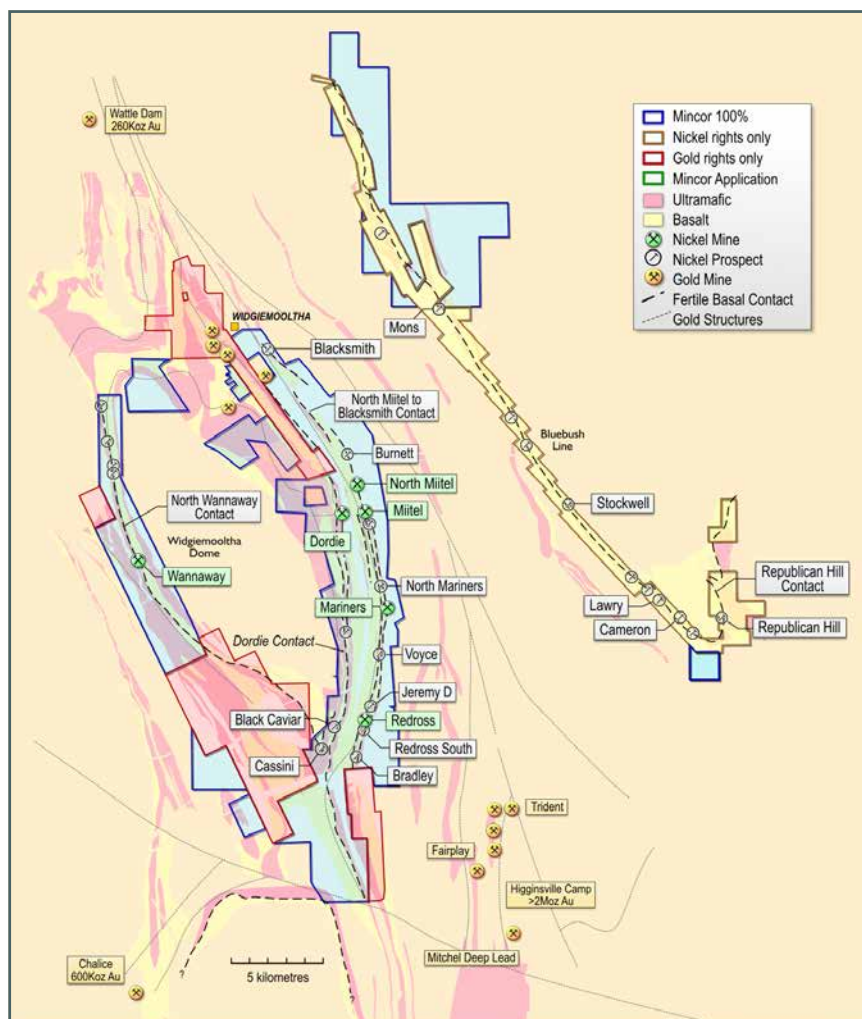 Wattle Dam
260Koz Au
Mincor 100%
Nickel rights only
Gold rights only
Mincor Application
Ultramafic
Basalt
Nickel Mine
Nickel Prospect
Gold Mine
Fertile Basal Contact
Gold Structures
WIDGIEMOOLTHA
Mons
Blacksmith
North Miitel to
Blacksmith Contact
Bluebush
Line
Burnett
North Miitel
Stockwell
North Wannaway
Contact
Miitel
Widgiemooltha
Dome
Dordie
Republican Hill
Contact
Wannaway
North Mariners
Lawry
Mariners
Cameron
Republican Hill
Dordie Contact
Voyce
Jeremy D
Black Caviar
Redross
Cassini
Redross South
Bradley
Trident
Fairplay
Higginsville Camp
>2Moz Au
Mitchel Deep Lead
Chalice
600Koz Au
5 kilometres
?
?